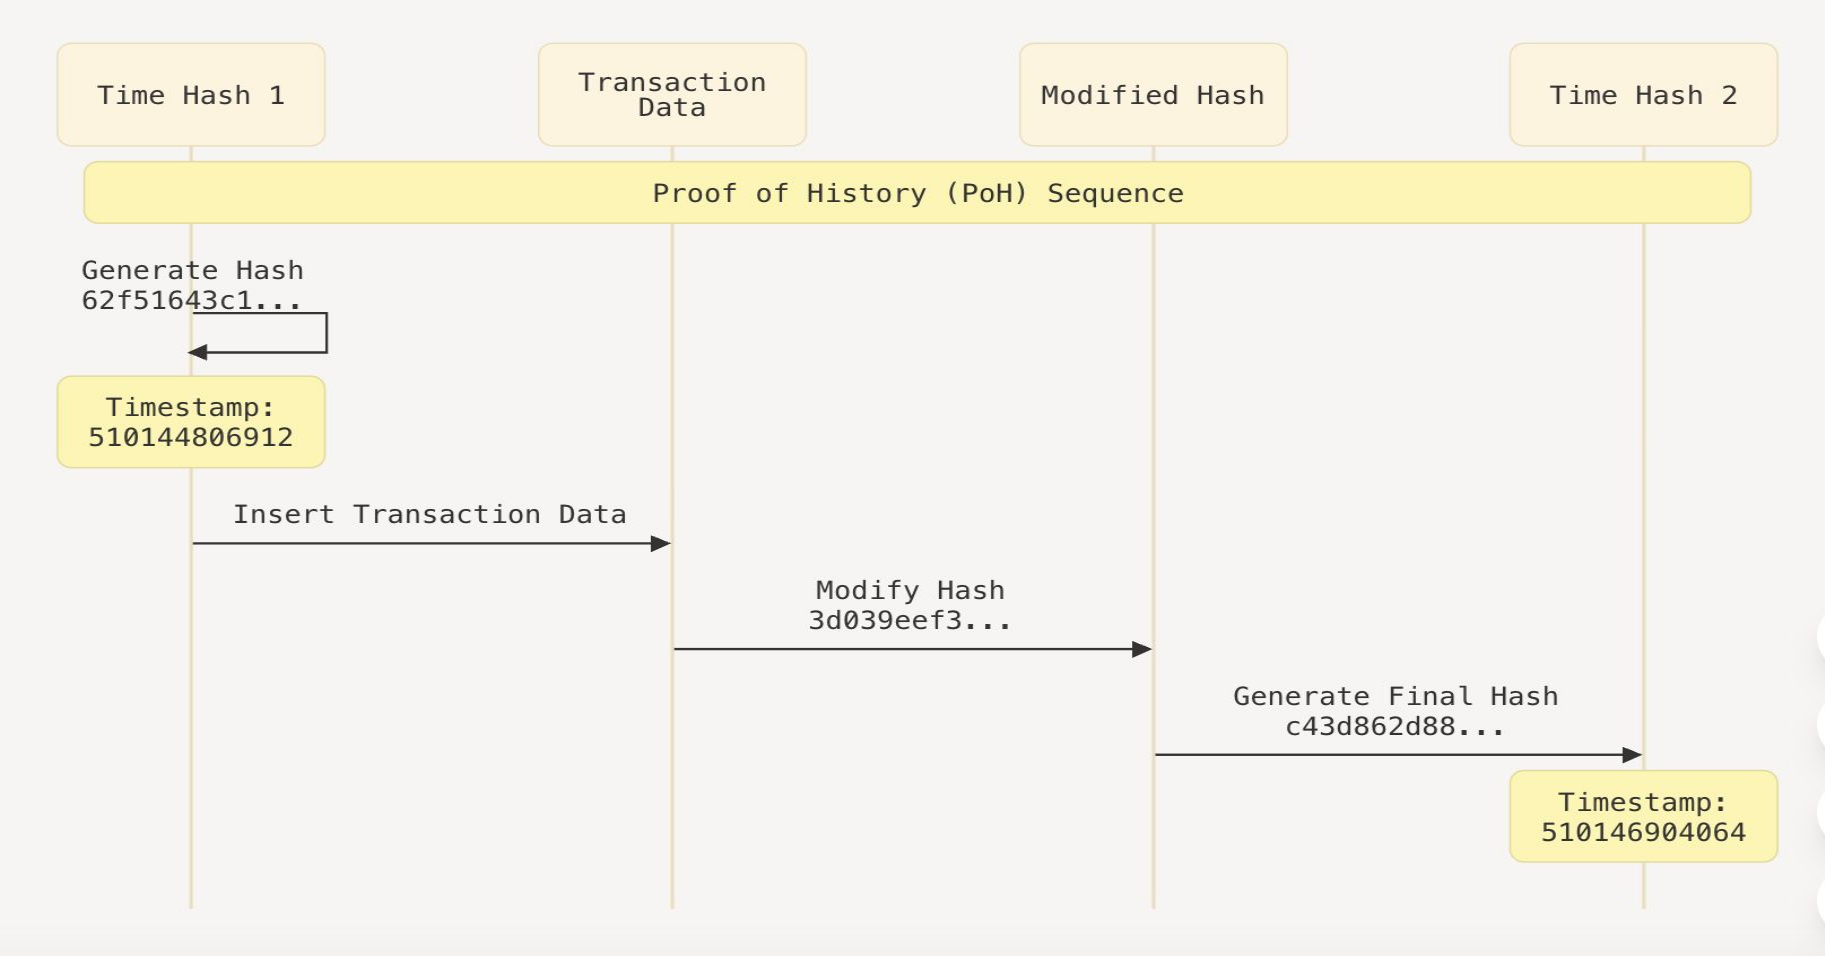 Time Hash 1
Transaction
Data
Modified Hash
Time Hash 2
Proof of History (PoH) Sequence
Generate Hash
62f51643c1...
Timestamp:
510144806912
Insert Transaction Data
Modify Hash
3d039eef3...
Generate Final Hash
c43d862d88...
Timestamp:
510146904064